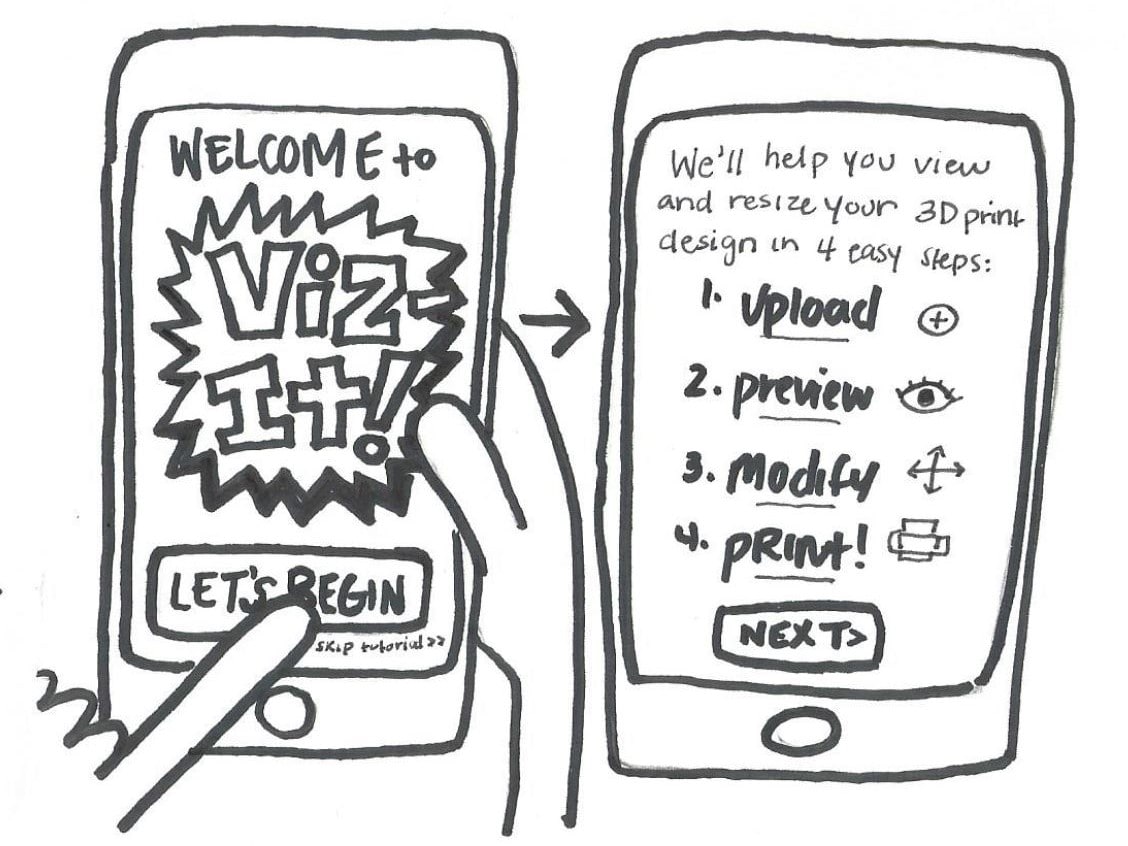 WELCOME to
Viz-
It!
LET'S BEGIN
skip tutorial >>
We'll help you view
and resize your 3D print
design in 4 easy steps:
1. Upload
2. preview
3. Modify
4. pRint!
NEXT>